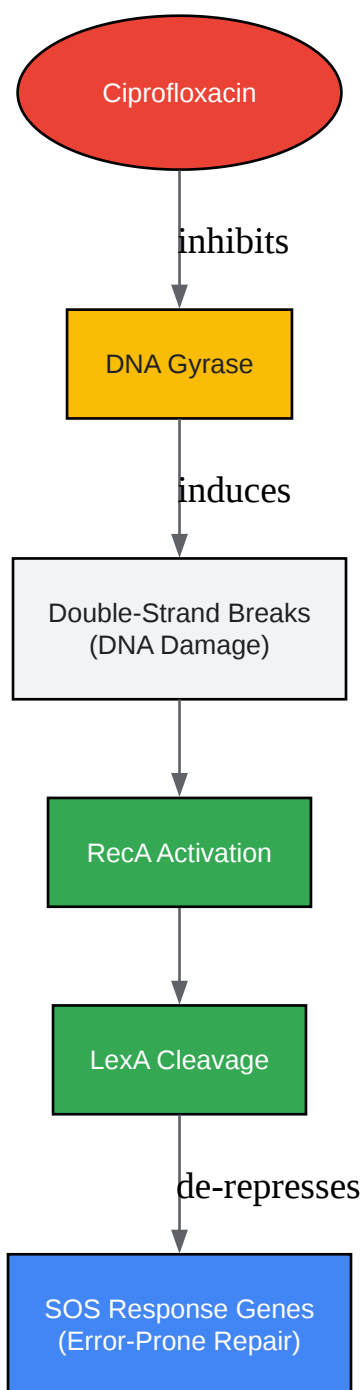 Ciprofloxacin
inhibits
DNA Gyrase
induces
Double-Strand Breaks
(DNA Damage)
RecA Activation
LexA Cleavage
de-represses
SOS Response Genes
(Error-Prone Repair)